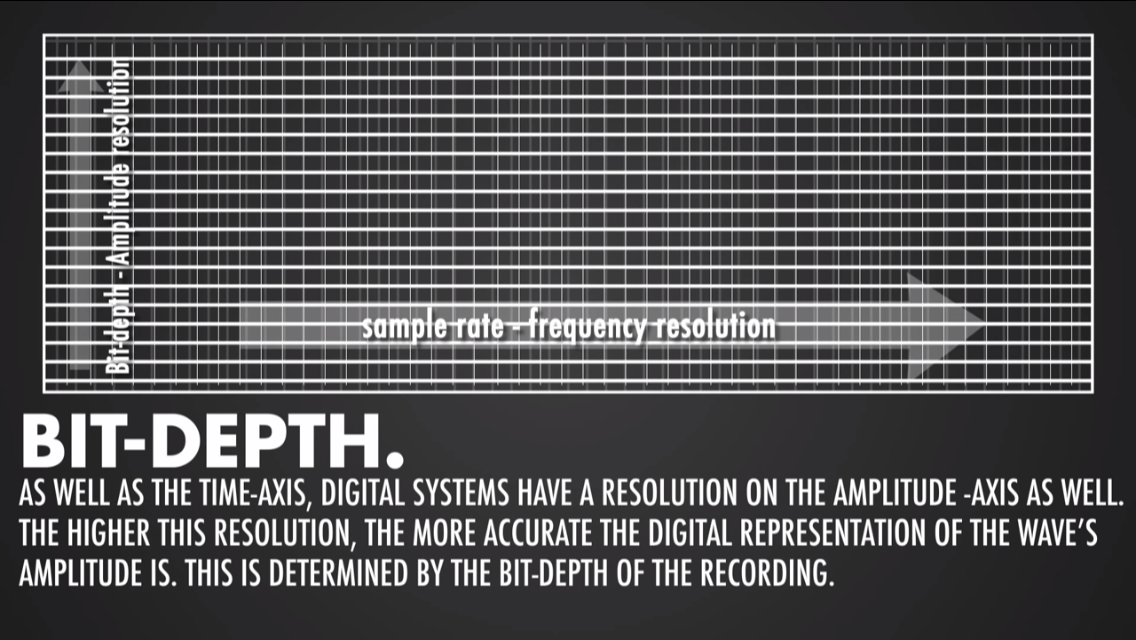 Bit-depth - Amplitude resolution
sample rate - frequency resolution
BIT-DEPTH.
AS WELL AS THE TIME-AXIS, DIGITAL SYSTEMS HAVE A RESOLUTION ON THE AMPLITUDE -AXIS AS WELL.
THE HIGHER THIS RESOLUTION, THE MORE ACCURATE THE DIGITAL REPRESENTATION OF THE WAVE'S
AMPLITUDE IS. THIS IS DETERMINED BY THE BIT-DEPTH OF THE RECORDING.